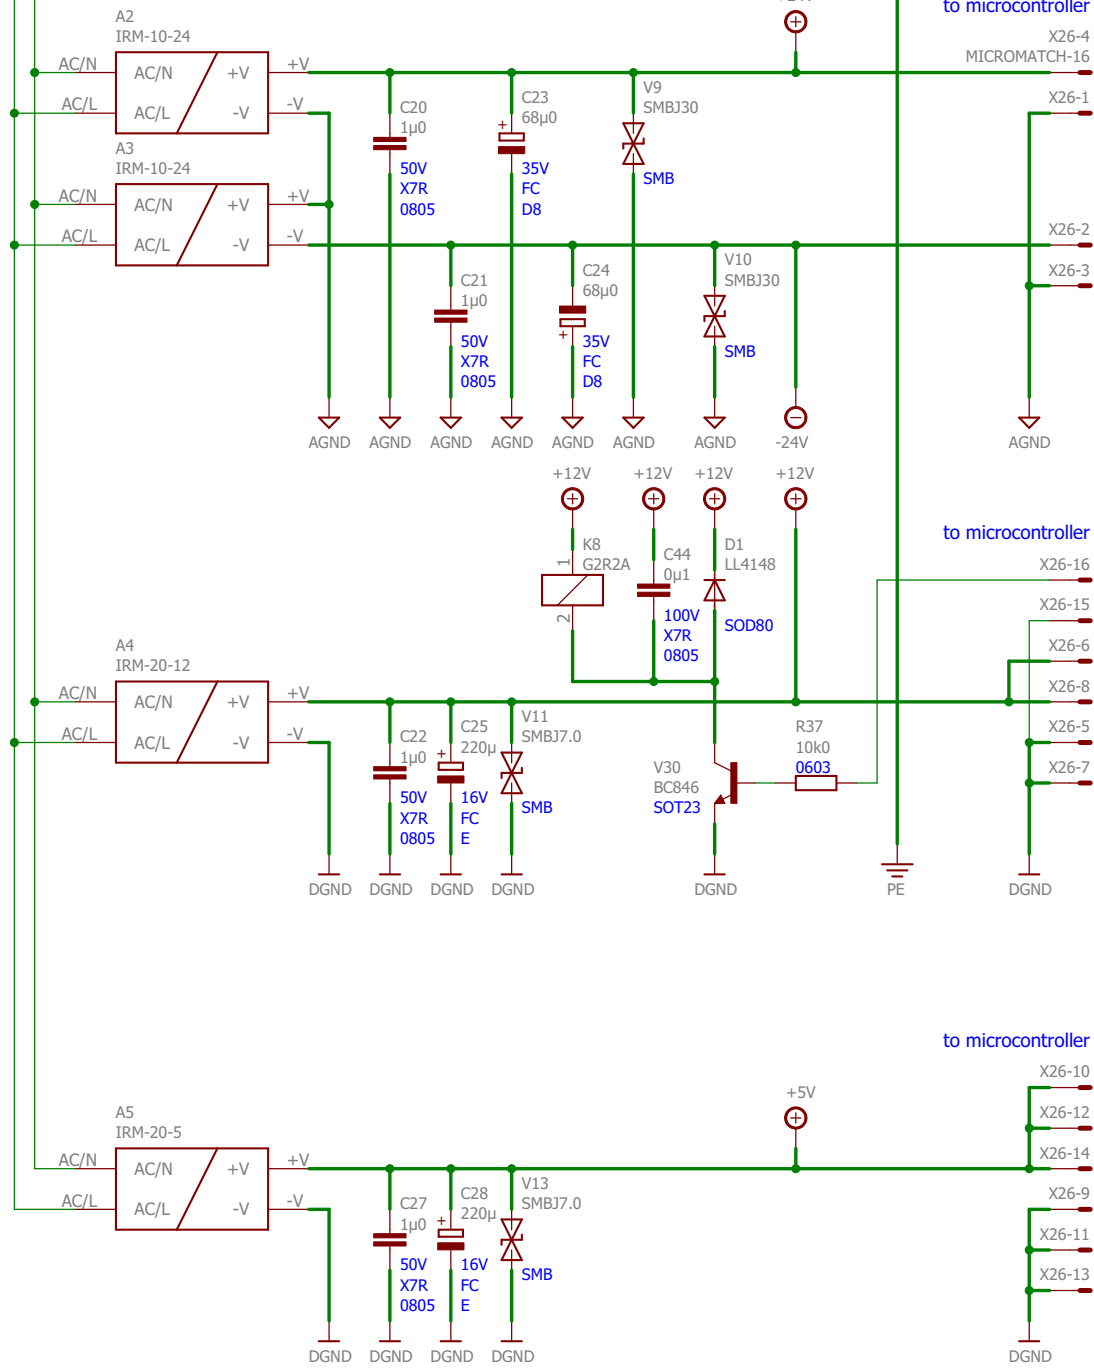 to microcontroller
A2
IRM-10-24
X26-4
MICROMATCH-16
AC/N AC/N +V +V
AC/L AC/L -V -V
X26-1
C20
1µ0
50V
X7R
0805
C23
68µ0
+
35V
FC
D8
V9
SMBJ30
SMB
A3
IRM-10-24
AC/N AC/N +V +V
AC/L AC/L -V -V
X26-2
X26-3
C21
1µ0
50V
X7R
0805
C24
68µ0
+
35V
FC
D8
V10
SMBJ30
SMB
AGND AGND AGND AGND AGND AGND AGND -24V AGND
+12V +12V +12V +12V
to microcontroller
K8
G2R2A
1
2
C44
0µ1
100V
X7R
0805
D1
LL4148
SOD80
X26-16
X26-15
X26-6
X26-8
X26-5
X26-7
A4
IRM-20-12
AC/N AC/N +V +V
AC/L AC/L -V -V
C22
1µ0
50V
X7R
0805
C25
220µ
+
16V
FC
E
V11
SMBJ7.0
SMB
V30
BC846
SOT23
R37
10k0
0603
DGND DGND DGND DGND DGND PE DGND
to microcontroller
X26-10
X26-12
X26-14
X26-9
X26-11
X26-13
+5V
A5
IRM-20-5
AC/N AC/N +V +V
AC/L AC/L -V -V
C27
1µ0
50V
X7R
0805
C28
220µ
+
16V
FC
E
V13
SMBJ7.0
SMB
DGND DGND DGND DGND DGND